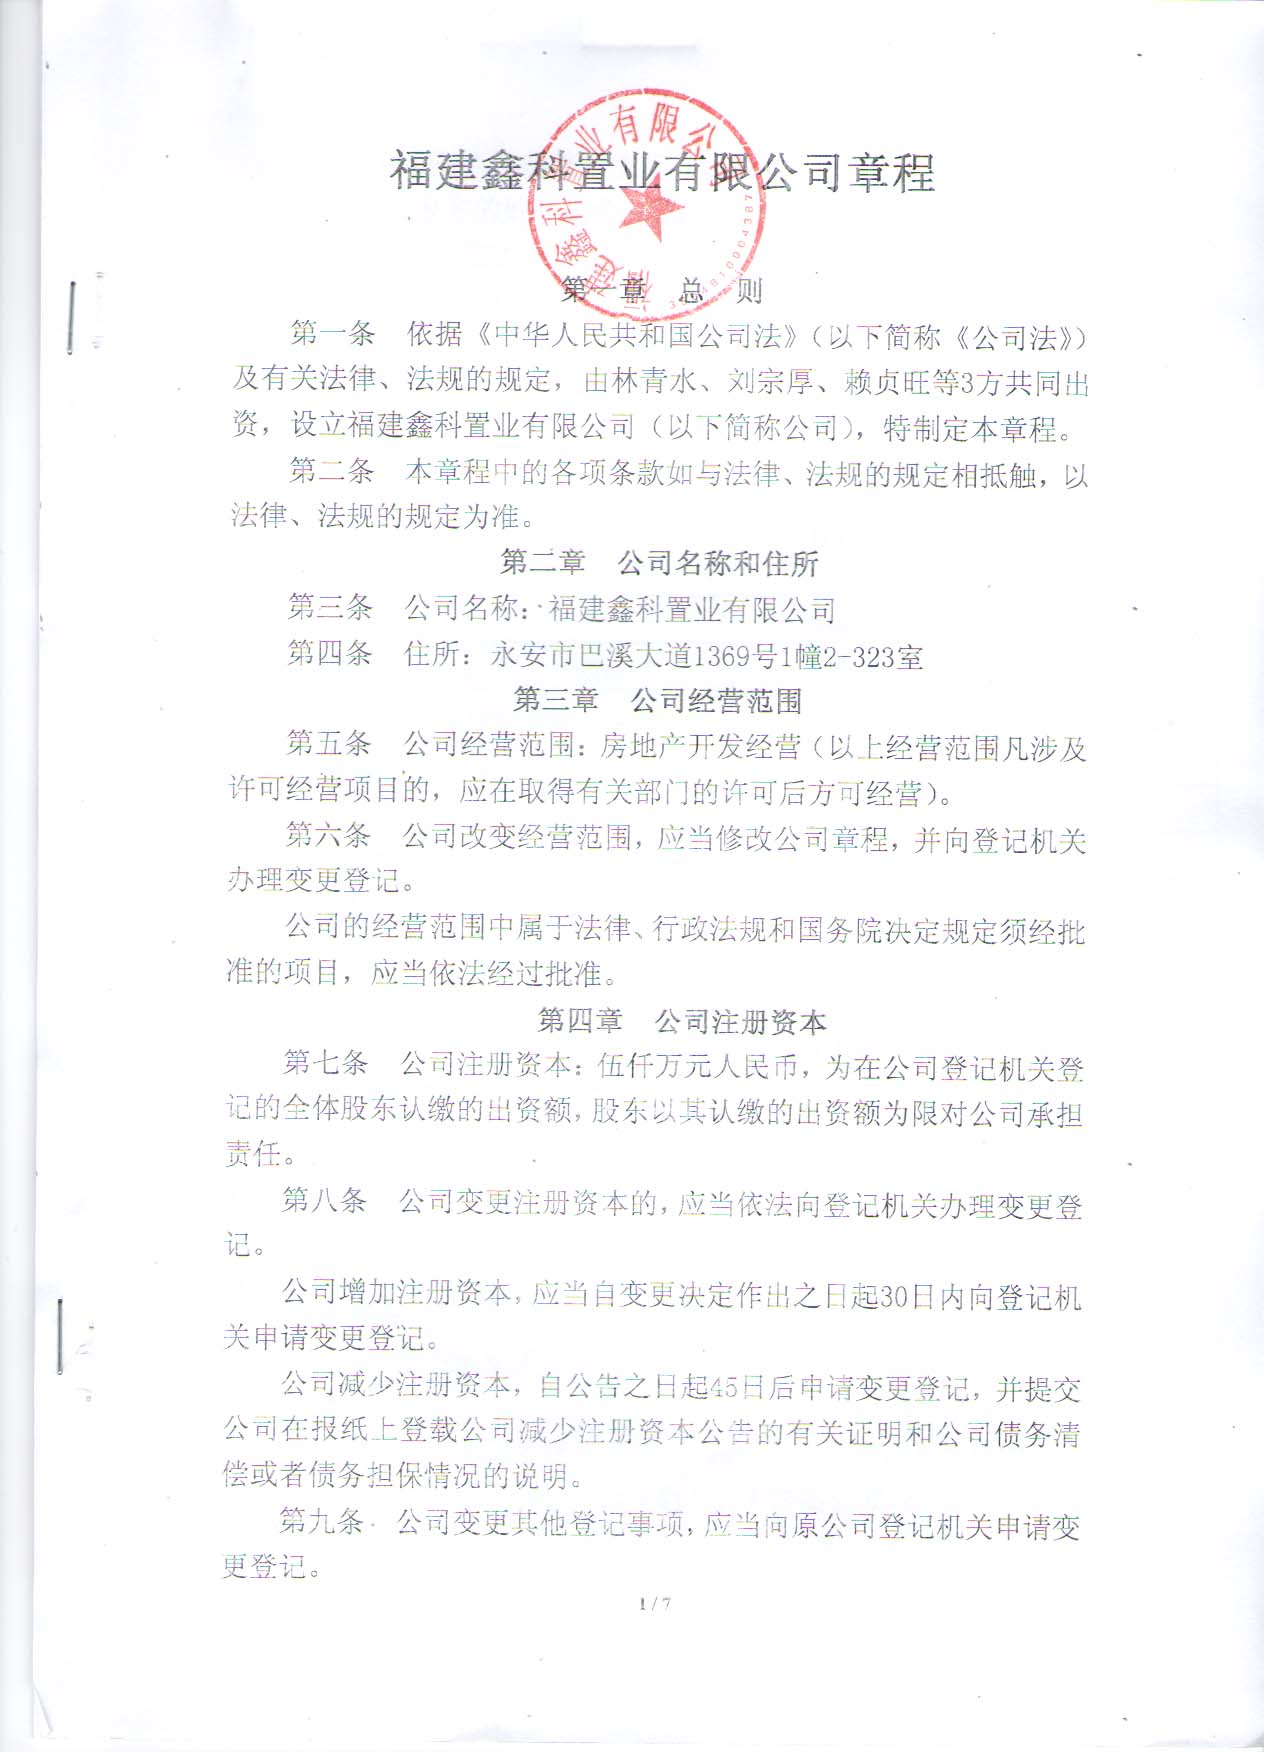 福建鑫科置业有限公司章程
福建鑫科置业有限公司
第一章　总　则
第一条　依据《中华人民共和国公司法》（以下简称《公司法》）
及有关法律、法规的规定，由林青水、刘宗厚、赖贞旺等3方共同出
资，设立福建鑫科置业有限公司（以下简称公司），特制定本章程。
第二条　本章程中的各项条款如与法律、法规的规定相抵触，以
法律、法规的规定为准。
第二章　公司名称和住所
第三条　公司名称：福建鑫科置业有限公司
第四条　住所：永安市巴溪大道1369号1幢2-323室
第三章　公司经营范围
第五条　公司经营范围：房地产开发经营（以上经营范围凡涉及
许可经营项目的，应在取得有关部门的许可后方可经营）。
第六条　公司改变经营范围，应当修改公司章程，并向登记机关
办理变更登记。
公司的经营范围中属于法律、行政法规和国务院决定规定须经批
准的项目，应当依法经过批准。
第四章　公司注册资本
第七条　公司注册资本：伍仟万元人民币，为在公司登记机关登
记的全体股东认缴的出资额，股东以其认缴的出资额为限对公司承担
责任。
第八条　公司变更注册资本的，应当依法向登记机关办理变更登
记。
公司增加注册资本，应当自变更决定作出之日起30日内向登记机
关申请变更登记。
公司减少注册资本，自公告之日起45日后申请变更登记，并提交
公司在报纸上登载公司减少注册资本公告的有关证明和公司债务清
偿或者债务担保情况的说明。
第九条　公司变更其他登记事项，应当向原公司登记机关申请变
更登记。
1/7